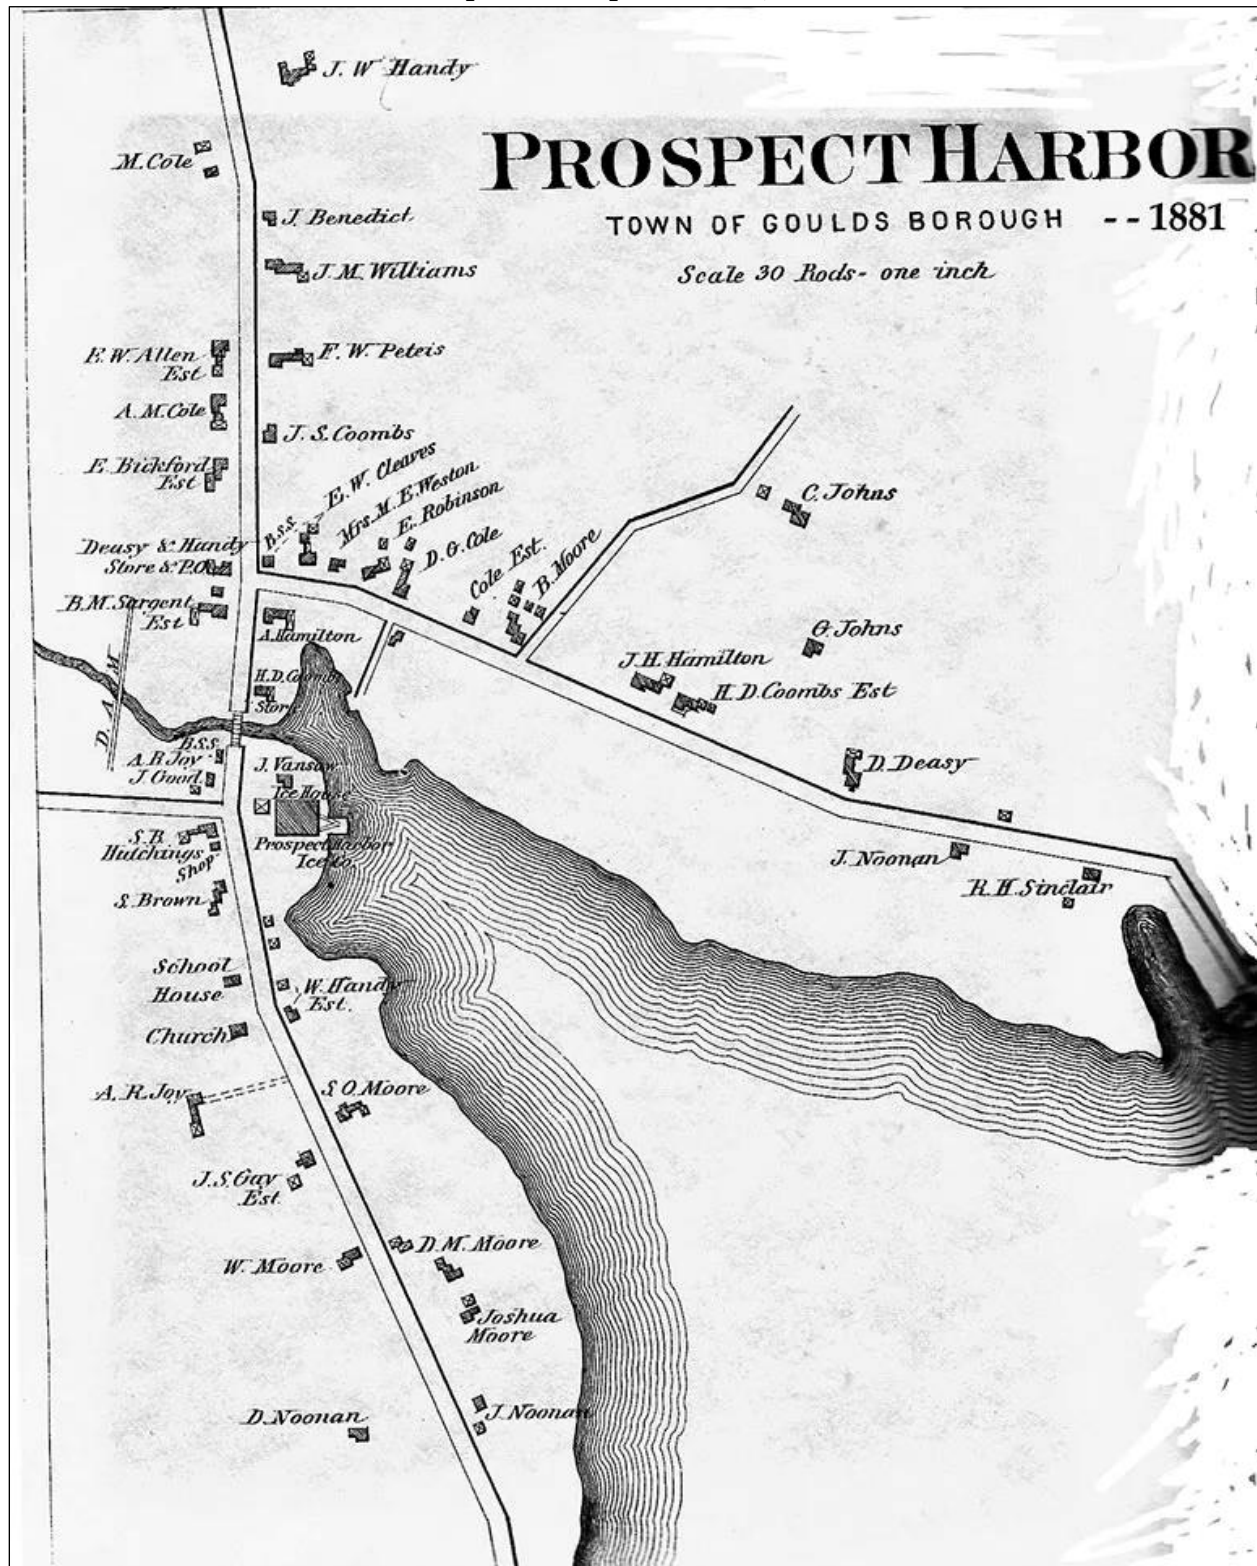 PROSPECT HARBOR
TOWN OF GOULDS BOROUGH -- 1881
Scale 30 Rods - one inch
J. W Handy
M. Cole
J. Benedict
J. M. Williams
E. W. Allen
Est
F. W. Peteis
A. M. Cole
J. S. Coombs
E. Bickford
Est
B.S.S.
E. W. Cleaves
Mrs. M. E. Weston
E. Robinson
D. G. Cole
Cole Est.
B. Moore
C. Johns
Deasy & Handy
Store & P.O.
B. M. Sargent
Est
A. Hamilton
G. Johns
J. H. Hamilton
H. D. Coombs Est
H. D. Coombs
Store
DAM
B.S.S.
A. R. Joy
J. Good
J. Vansaw
Ice House
D. Deasy
S. B.
Hutchings
Shop
Prospect Harbor
Ice Co.
J. Noonan
R. H. Sinclair
S. Brown
School
House
W. Handy
Est.
Church
A. R. Joy
S. O. Moore
J. S. Gay
Est
W. Moore
D. M. Moore
Joshua
Moore
D. Noonan
J. Noonan